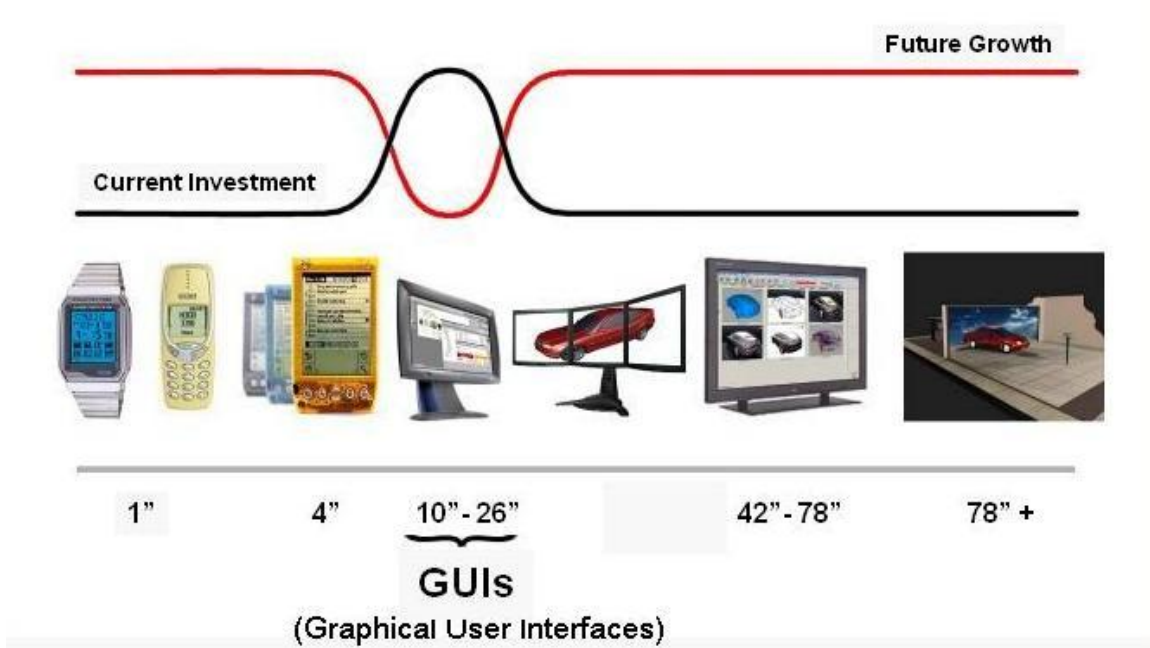 Future Growth
Current Investment
1”
4”
10”- 26”
42”- 78”
78” +
GUIs
(Graphical User Interfaces)